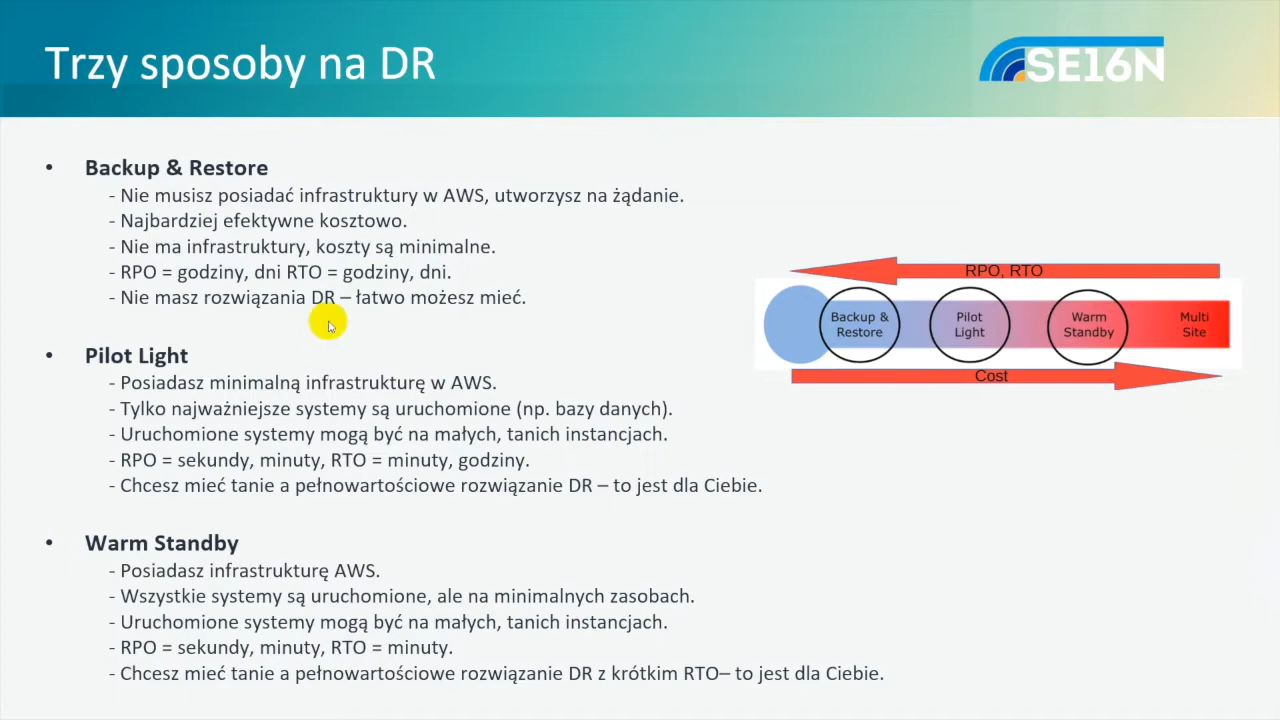 Trzy sposoby na DR
SE16N
• Backup & Restore
- Nie musisz posiadać infrastruktury w AWS, utworzysz na żądanie.
- Najbardziej efektywne kosztowo.
- Nie ma infrastruktury, koszty są minimalne.
- RPO = godziny, dni RTO = godziny, dni.
- Nie masz rozwiązania DR – łatwo możesz mieć.
• Pilot Light
- Posiadasz minimalną infrastrukturę w AWS.
- Tylko najważniejsze systemy są uruchomione (np. bazy danych).
- Uruchomione systemy mogą być na małych, tanich instancjach.
- RPO = sekundy, minuty, RTO = minuty, godziny.
- Chcesz mieć tanie a pełnowartościowe rozwiązanie DR – to jest dla Ciebie.
• Warm Standby
- Posiadasz infrastrukturę AWS.
- Wszystkie systemy są uruchomione, ale na minimalnych zasobach.
- Uruchomione systemy mogą być na małych, tanich instancjach.
- RPO = sekundy, minuty, RTO = minuty.
- Chcesz mieć tanie a pełnowartościowe rozwiązanie DR z krótkim RTO– to jest dla Ciebie.
RPO, RTO
Backup &
Restore
Pilot
Light
Warm
Standby
Multi
Site
Cost